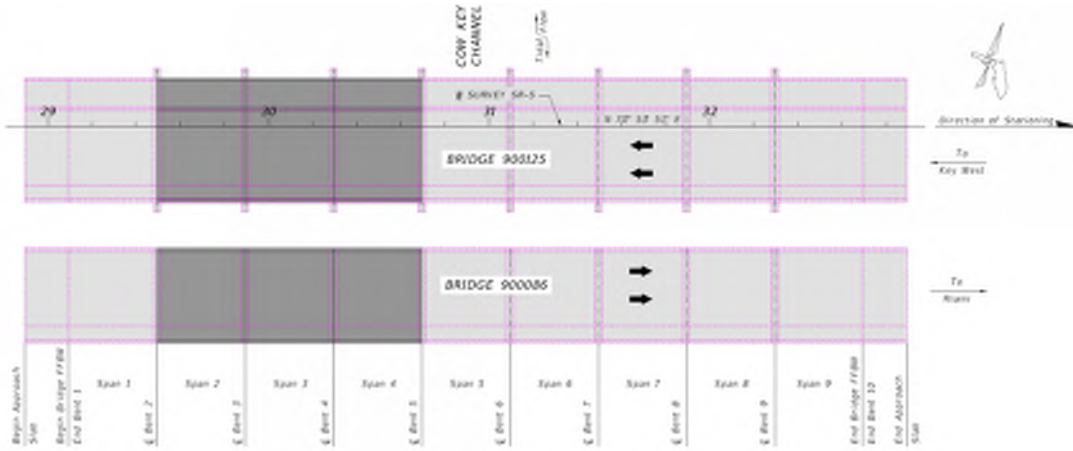 COW KEY
CHANNEL
Tidal Flow
29
30
31
32
℄ SURVEY SR-5
Direction of Stationing
BRIDGE 900125
To
Key West
BRIDGE 900086
To
Miami
Span 1
Span 2
Span 3
Span 4
Span 5
Span 6
Span 7
Span 8
Span 9
Begin Approach
Slab
Begin Bridge FFBW
End Bent 1
℄ Bent 2
℄ Bent 3
℄ Bent 4
℄ Bent 5
℄ Bent 6
℄ Bent 7
℄ Bent 8
℄ Bent 9
End Bridge FFBW
End Bent 10
End Approach
Slab